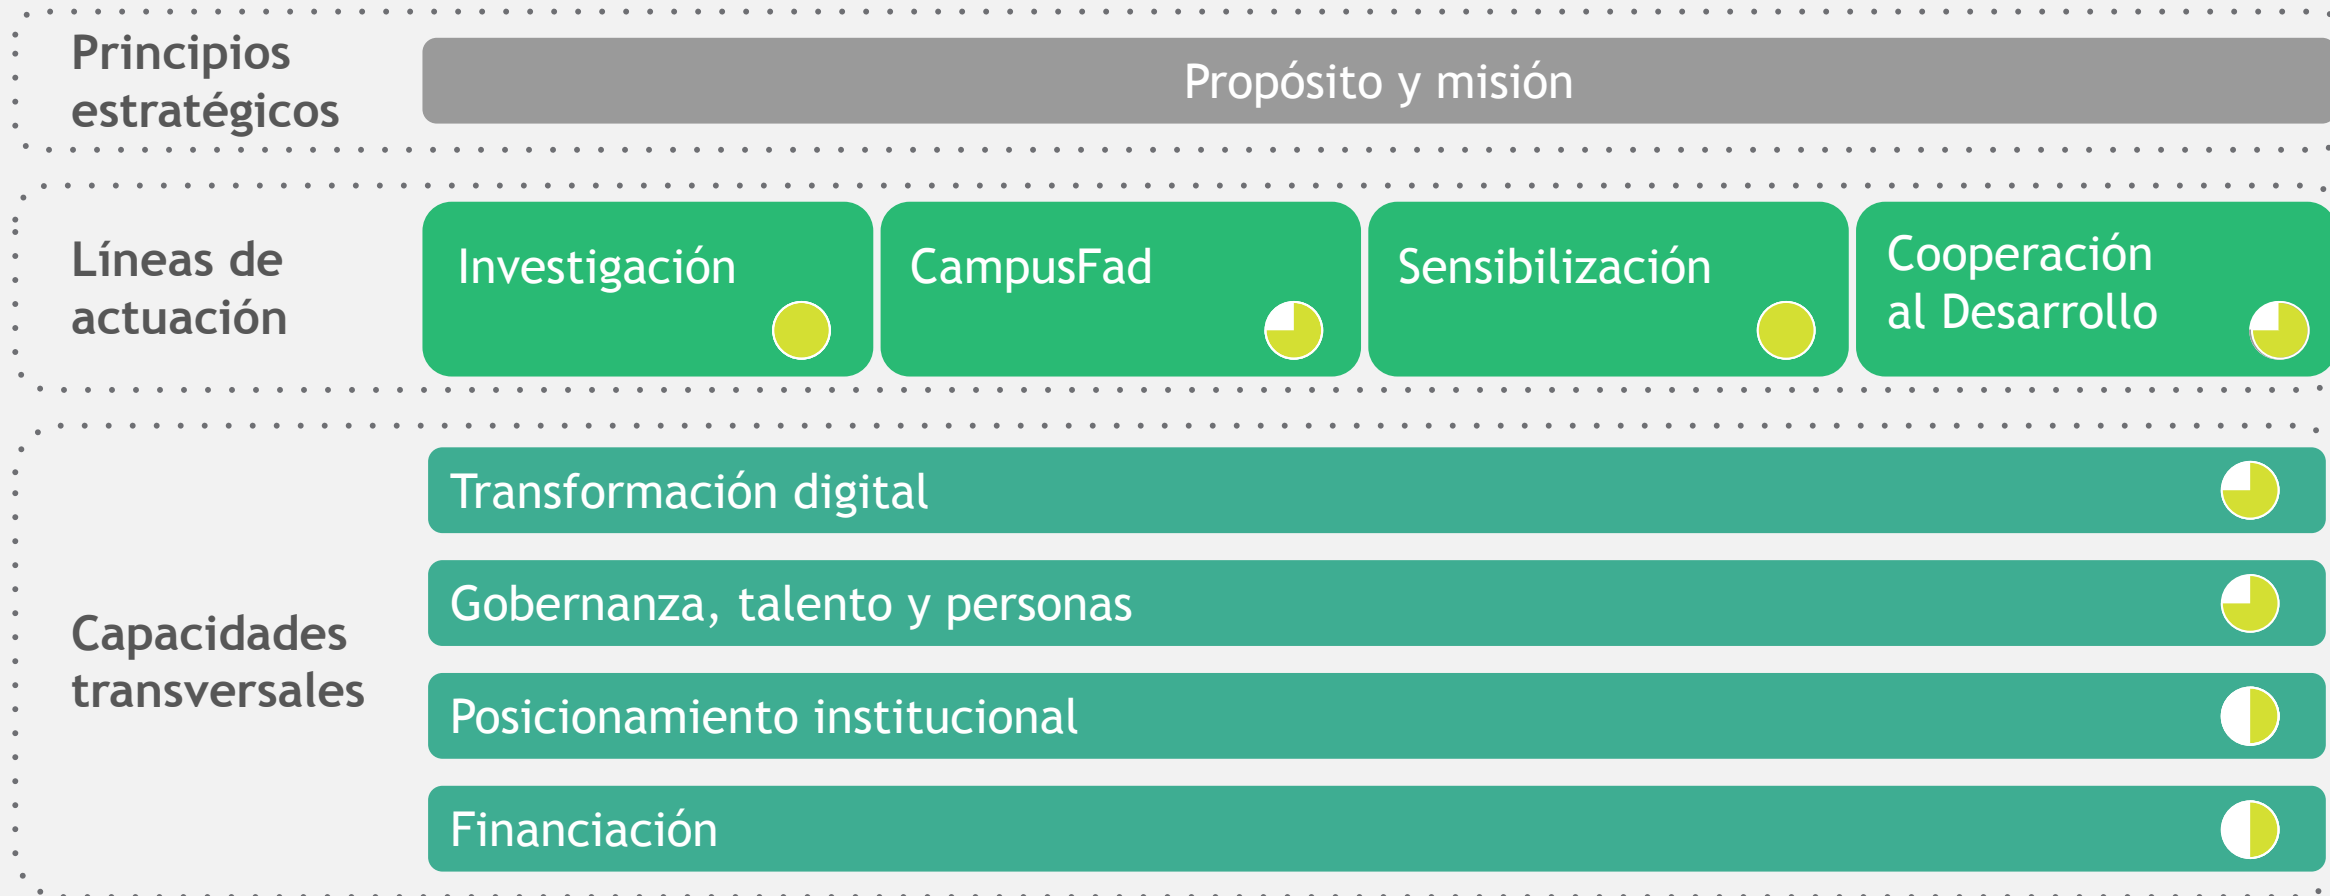 Principios
estratégicos
Propósito y misión
Líneas de
actuación
Investigación
CampusFad
Sensibilización
Cooperación
al Desarrollo
Capacidades
transversales
Transformación digital
Gobernanza, talento y personas
Posicionamiento institucional
Financiación